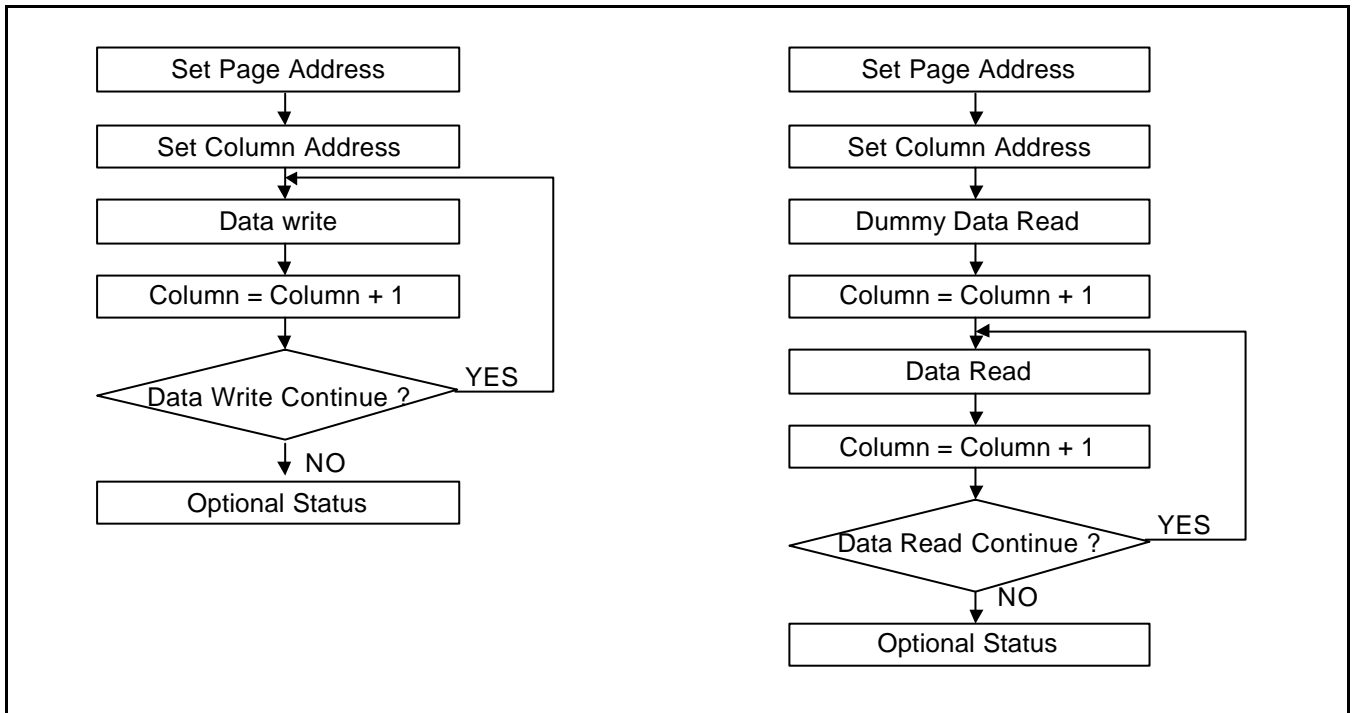 Set Page Address
Set Column Address
Data write
Column = Column + 1
Data Write Continue ?
YES
NO
Optional Status
Set Page Address
Set Column Address
Dummy Data Read
Column = Column + 1
Data Read
Column = Column + 1
Data Read Continue ?
YES
NO
Optional Status